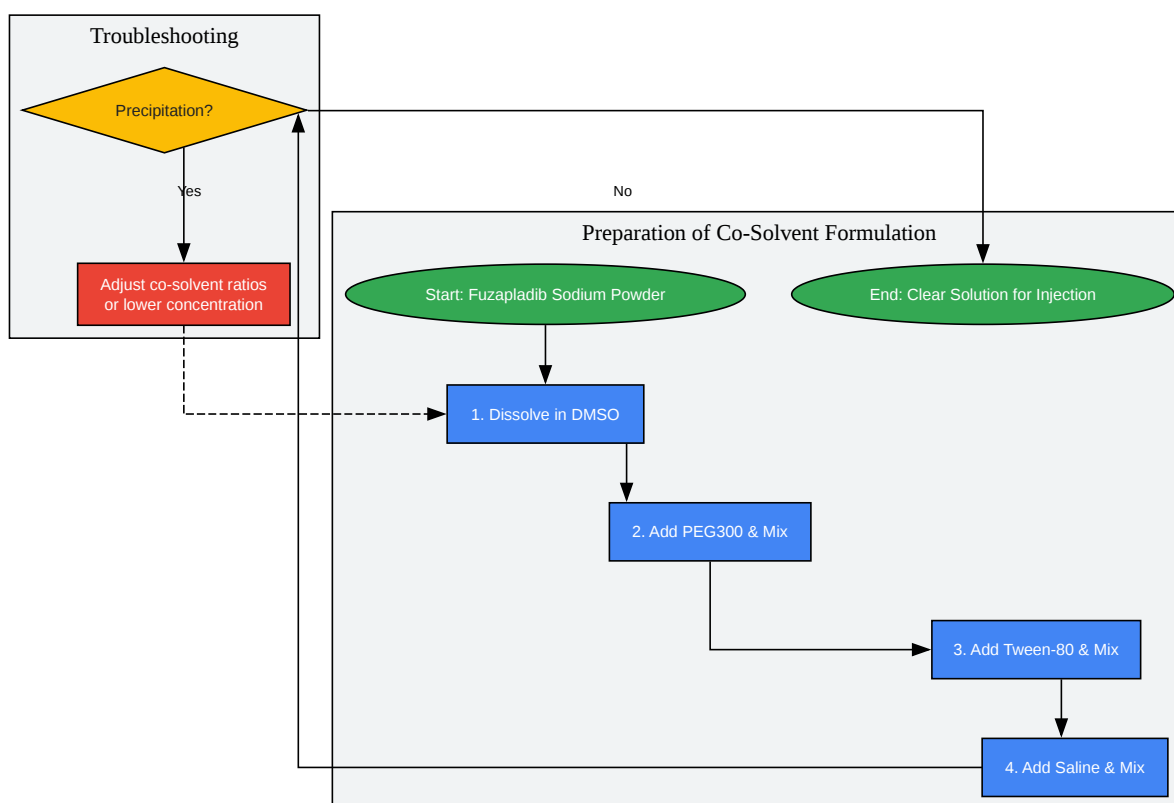 Troubleshooting
Precipitation?
Yes
Adjust co-solvent ratios
or lower concentration
No
Preparation of Co-Solvent Formulation
Start: Fuzapladib Sodium Powder
End: Clear Solution for Injection
1. Dissolve in DMSO
2. Add PEG300 & Mix
3. Add Tween-80 & Mix
4. Add Saline & Mix